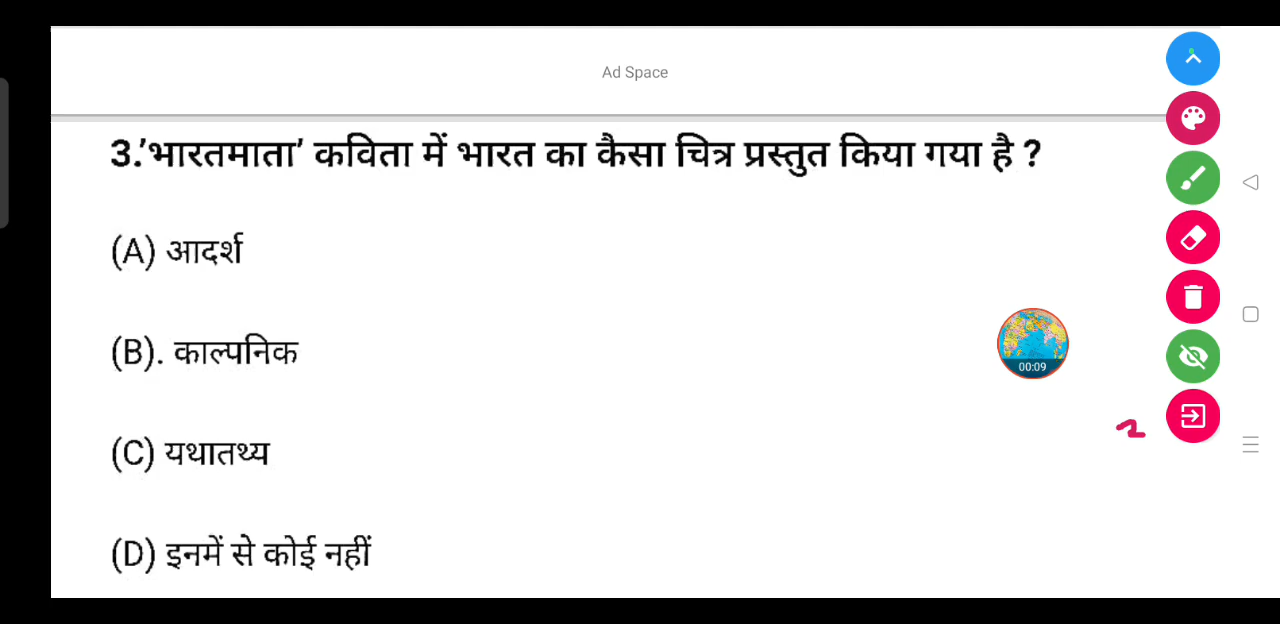 Ad Space
3.’भारतमाता’ कविता में भारत का कैसा चित्र प्रस्तुत किया गया है ?
(A) आदर्श
(B). काल्पनिक
00:09
(C) यथातथ्य
(D) इनमें से कोई नहीं